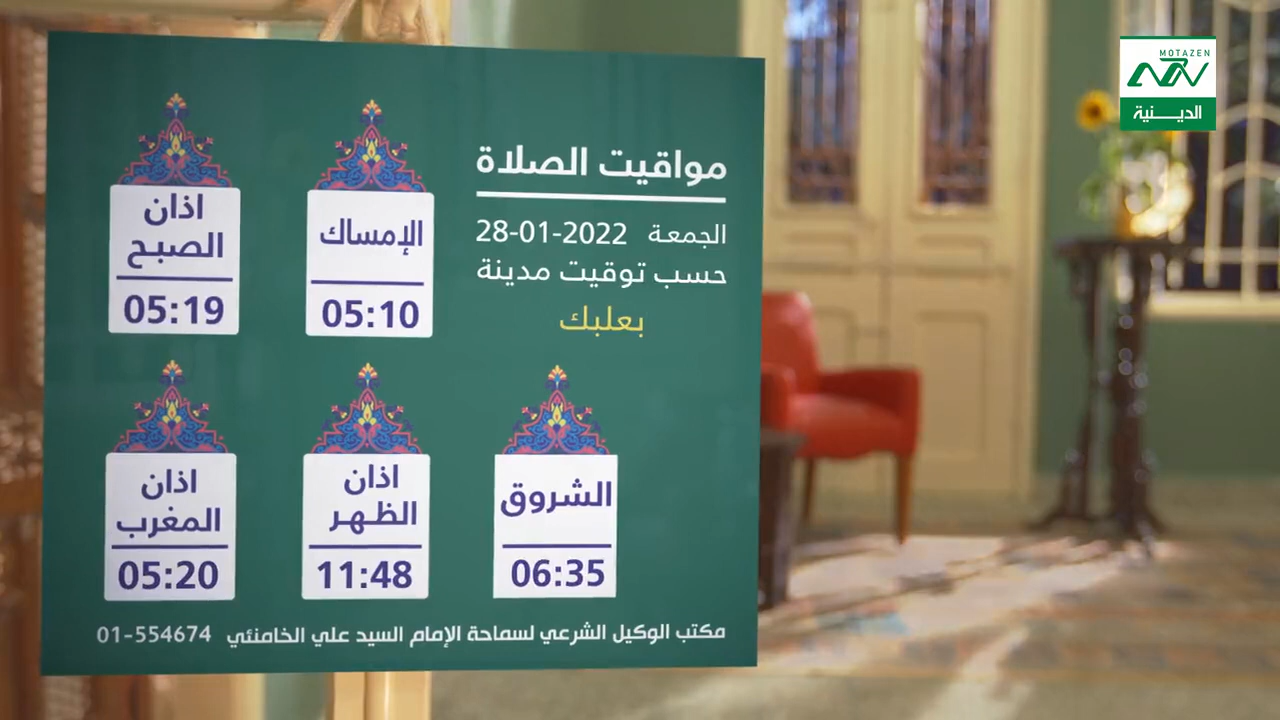 MOTAZEN
الدينية
مواقيت الصلاة
الجمعة 28-01-2022
حسب توقيت مدينة
بعلبك
الإمساك
05:10
اذان
الصبح
05:19
الشروق
06:35
اذان
الظهر
11:48
اذان
المغرب
05:20
مكتب الوكيل الشرعي لسماحة الإمام السيد علي الخامنئي 01-554674